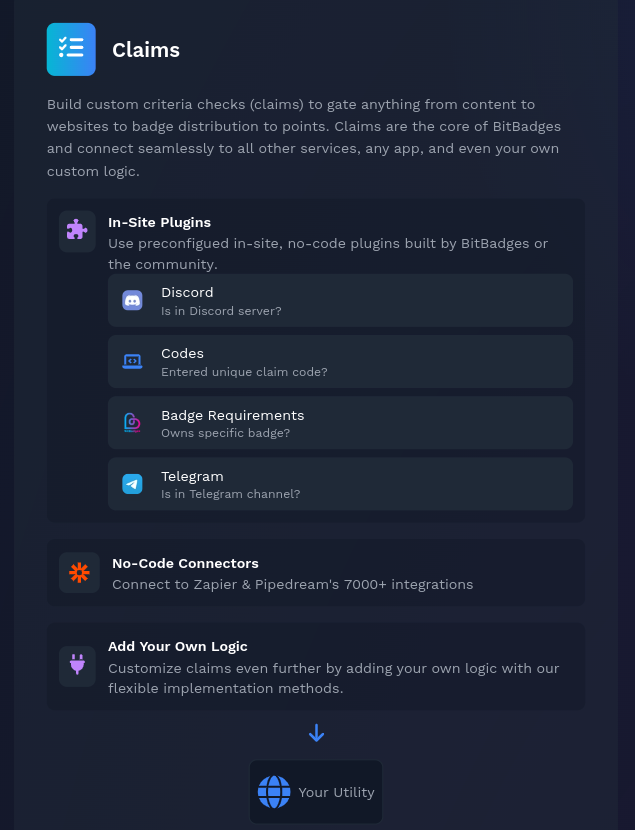 Claims
Build custom criteria checks (claims) to gate anything from content to
websites to badge distribution to points. Claims are the core of BitBadges
and connect seamlessly to all other services, any app, and even your own
custom logic.
In-Site Plugins
Use preconfigued in-site, no-code plugins built by BitBadges or
the community.
Discord
Is in Discord server?
Codes
Entered unique claim code?
Badge Requirements
Owns specific badge?
Telegram
Is in Telegram channel?
No-Code Connectors
Connect to Zapier & Pipedream's 7000+ integrations
Add Your Own Logic
Customize claims even further by adding your own logic with our
flexible implementation methods.
Your Utility